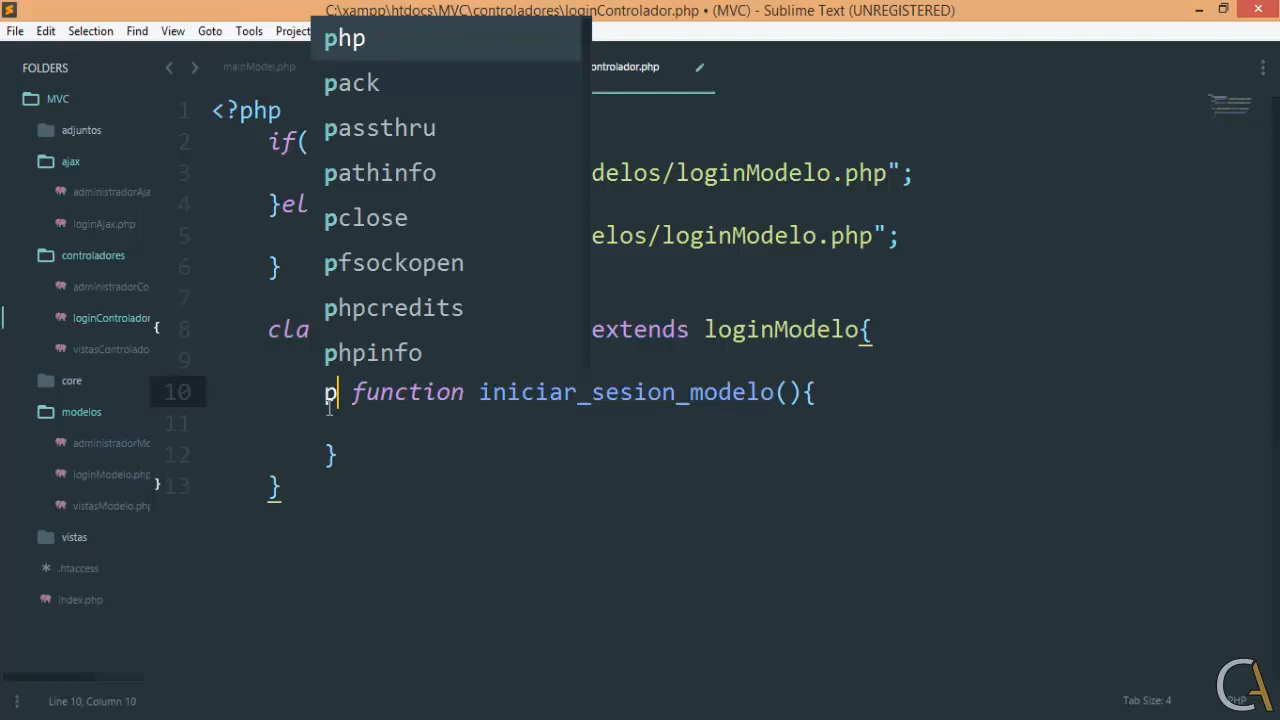 C:\xampp\htdocs\MVC\controladores\loginControlador.php • (MVC) - Sublime Text (UNREGISTERED)
File Edit Selection Find View Goto Tools Project
FOLDERS
MVC
adjuntos
ajax
administradorAja
loginAjax.php
controladores
administradorCo
loginControlador
vistasControlado
core
modelos
administradorMo
loginModelo.php
vistasModelo.php
vistas
.htaccess
index.php
mainModel.php
ontrolador.php
php
pack
passthru
pathinfo
pclose
pfsockopen
phpcredits
phpinfo
1 <?php
2 if(
3 delos/loginModelo.php";
4 }el
5 elos/loginModelo.php";
6 }
7
8 cla extends loginModelo{
9
10 p function iniciar_sesion_modelo(){
11
12 }
13 }
Line 10, Column 10
Tab Size: 4
PHP
CA